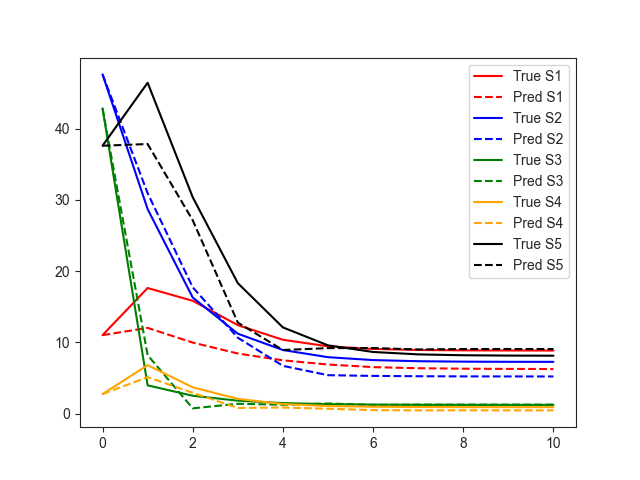 True S1
Pred S1
True S2
Pred S2
True S3
Pred S3
True S4
Pred S4
True S5
Pred S5
40
30
20
10
0
0 2 4 6 8 10